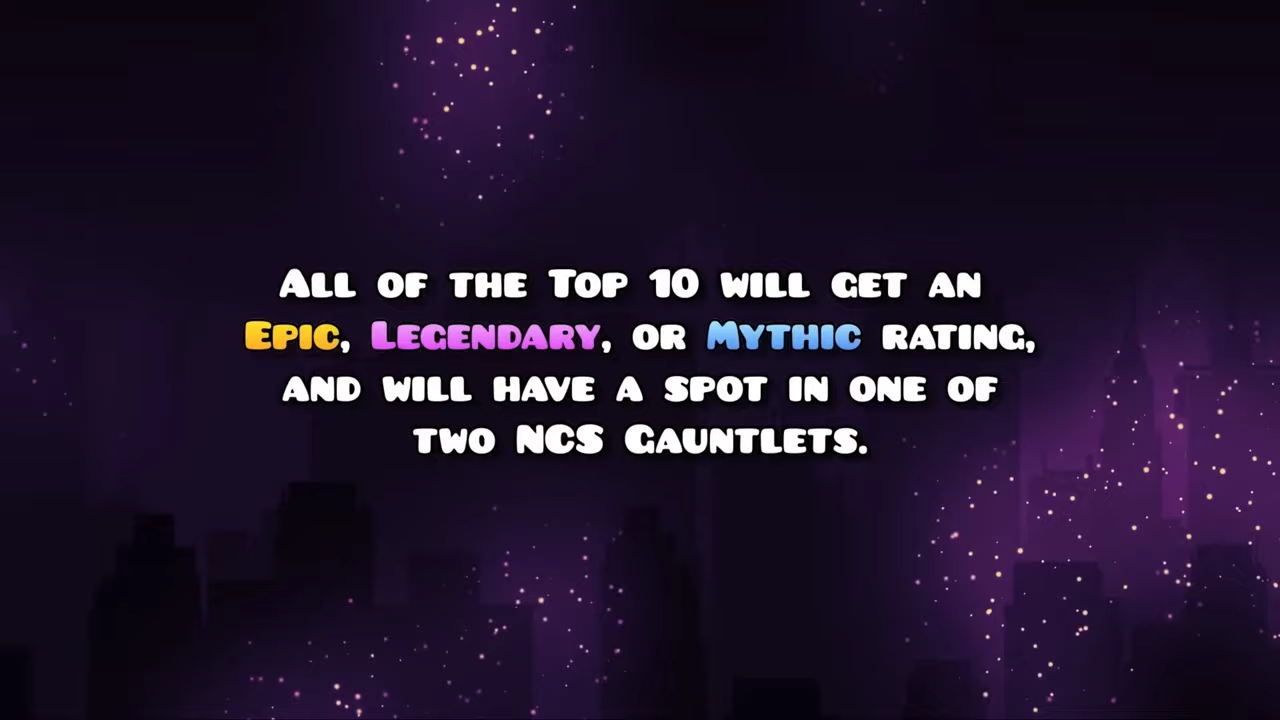 All of the Top 10 will get an
Epic, Legendary, or Mythic rating,
and will have a spot in one of
two NCS Gauntlets.